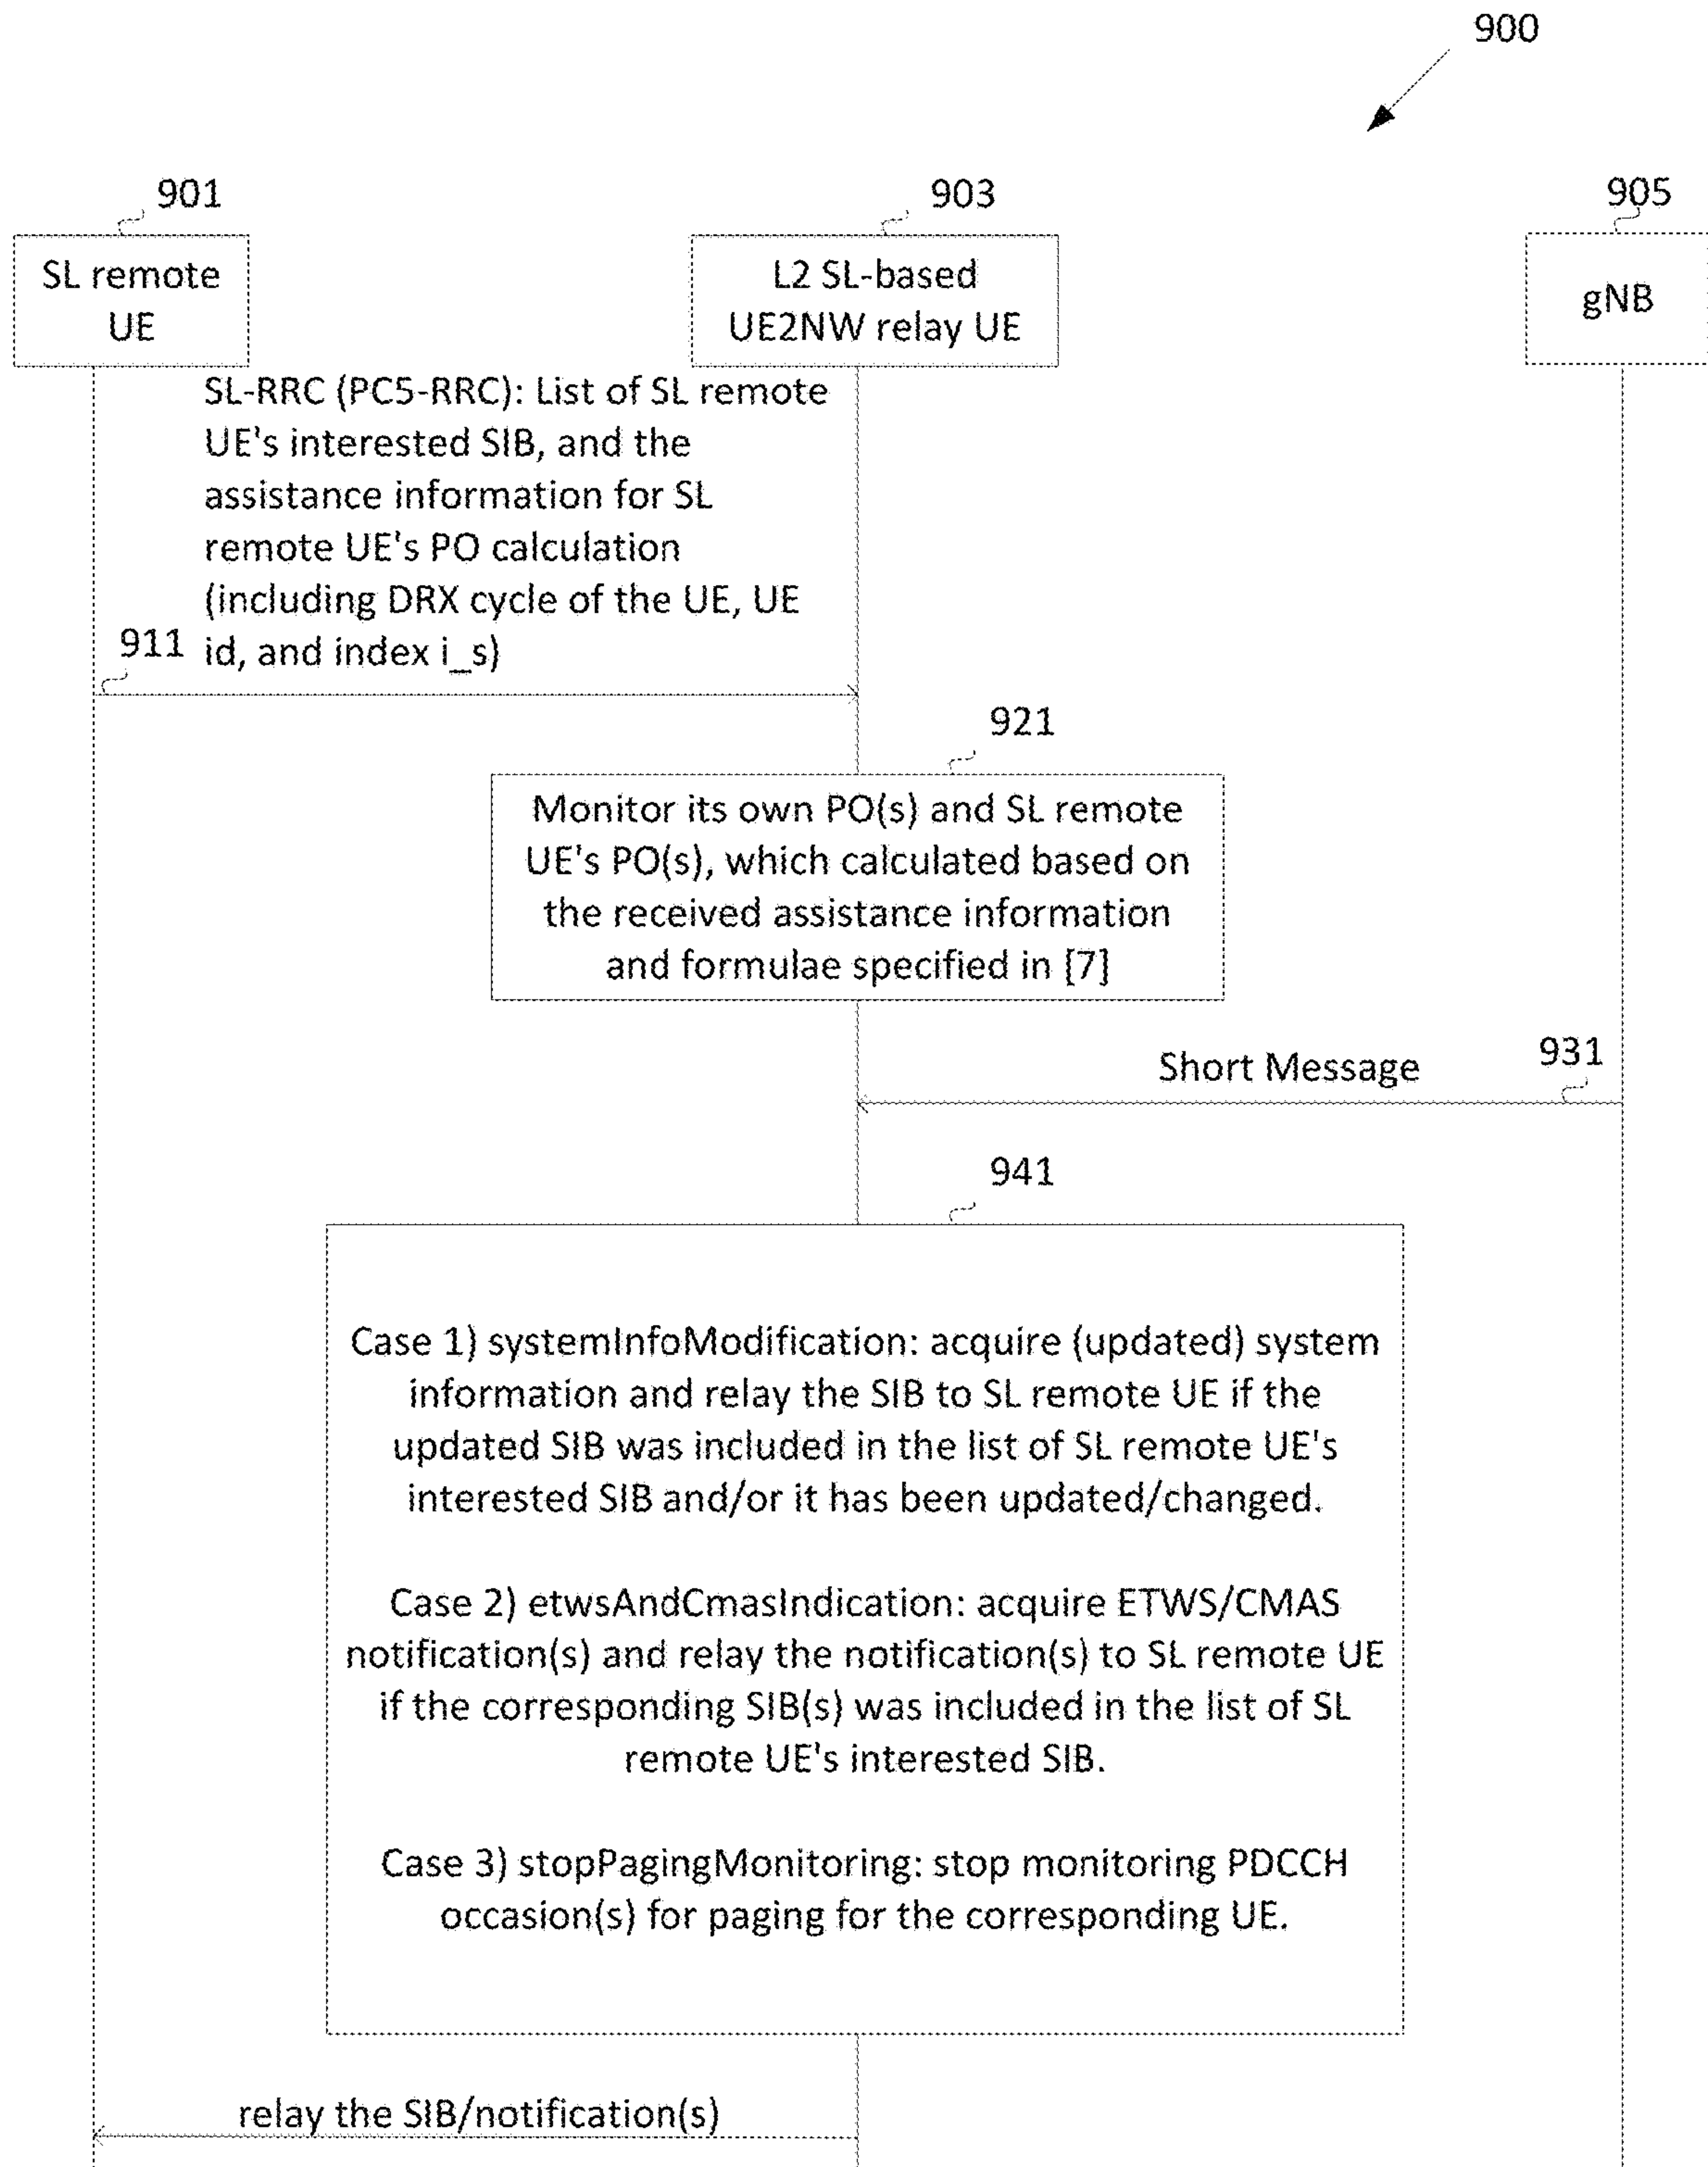 900
901
903
905
SL remote
UE
L2 SL-based
UE2NW relay UE
gNB
SL-RRC (PC5-RRC): List of SL remote
UE's interested SIB, and the
assistance information for SL
remote UE's PO calculation
(including DRX cycle of the UE, UE
id, and index i_s)
911
921
Monitor its own PO(s) and SL remote
UE's PO(s), which calculated based on
the received assistance information
and formulae specified in [7]
Short Message
931
941
Case 1) systemInfoModification: acquire (updated) system
information and relay the SIB to SL remote UE if the
updated SIB was included in the list of SL remote UE's
interested SIB and/or it has been updated/changed.
Case 2) etwsAndCmasIndication: acquire ETWS/CMAS
notification(s) and relay the notification(s) to SL remote UE
if the corresponding SIB(s) was included in the list of SL
remote UE's interested SIB.
Case 3) stopPagingMonitoring: stop monitoring PDCCH
occasion(s) for paging for the corresponding UE.
relay the SIB/notification(s)